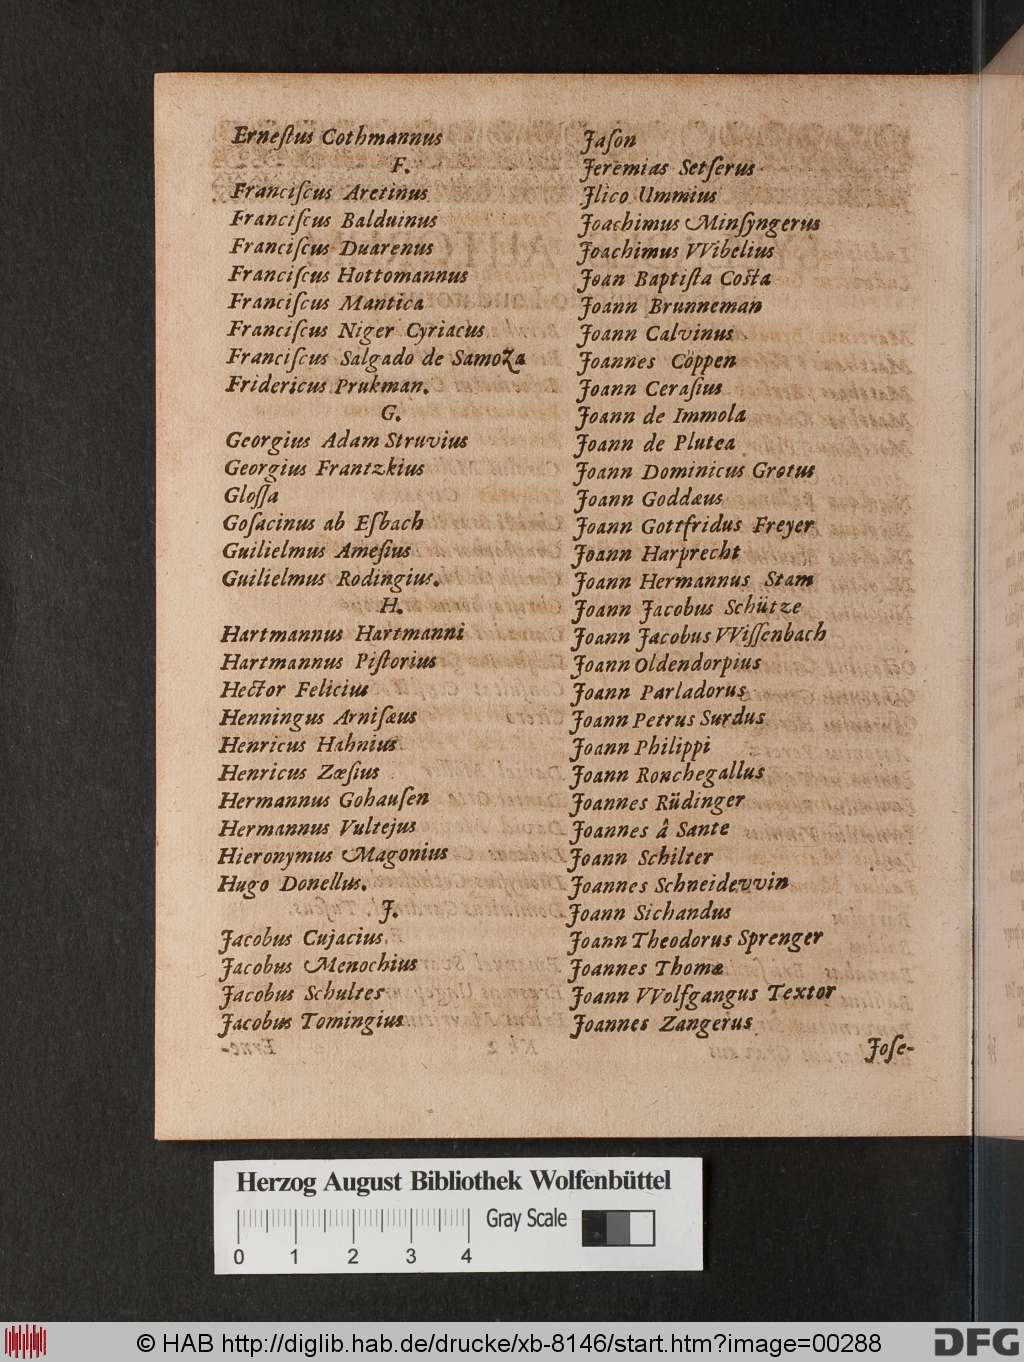 Erneſtus Cothmannus
F.
Franciſcus Aretinus
Franciſcus Balduinus
Franciſcus Duarenus
Franciſcus Hottomannus
Franciſcus Mantica
Franciſcus Niger Cyriacus
Franciſcus Salgado de Samoza
Fridericus Prukman.
G.
Georgius Adam Struvius
Georgius Frantzkius
Gloſſa
Goſacinus ab Eſbach
Guilielmus Ameſius
Guilielmus Rodingius.
H.
Hartmannus Hartmanni
Hartmannus Piſtorius
Hector Felicius
Henningus Arniſæus
Henricus Hahnius
Henricus Zœſius
Hermannus Gohauſen
Hermannus Vultejus
Hieronymus Magonius
Hugo Donellus.
J.
Jacobus Cujacius
Jacobus Menochius
Jacobus Schultes
Jacobus Tomingius
Jaſon
Jeremias Setſerus
Jlico Ummius
Joachimus Minſyngerus
Joachimus VVibelius
Joan Baptiſta Coſta
Joann Brunneman
Joann Calvinus
Joannes Cöppen
Joann Ceraſius
Joann de Immola
Joann de Plutea
Joann Dominicus Grotus
Joann Goddæus
Joann Gottfridus Freyer
Joann Harprecht
Joann Hermannus Stam
Joann Jacobus Schütze
Joann Jacobus VViſſenbach
Joann Oldendorpius
Joann Parladorus
Joann Petrus Surdus
Joann Philippi
Joann Ronchegallus
Joannes Rüdinger
Joannes â Sante
Joann Schilter
Joannes Schneidevvin
Joann Sichandus
Joann Theodorus Sprenger
Joannes Thomæ
Joann VVolfgangus Textor
Joannes Zangerus
Joſe-
Herzog August Bibliothek Wolfenbüttel
Gray Scale
0 1 2 3 4
© HAB http://diglib.hab.de/drucke/xb-8146/start.htm?image=00288
DFG